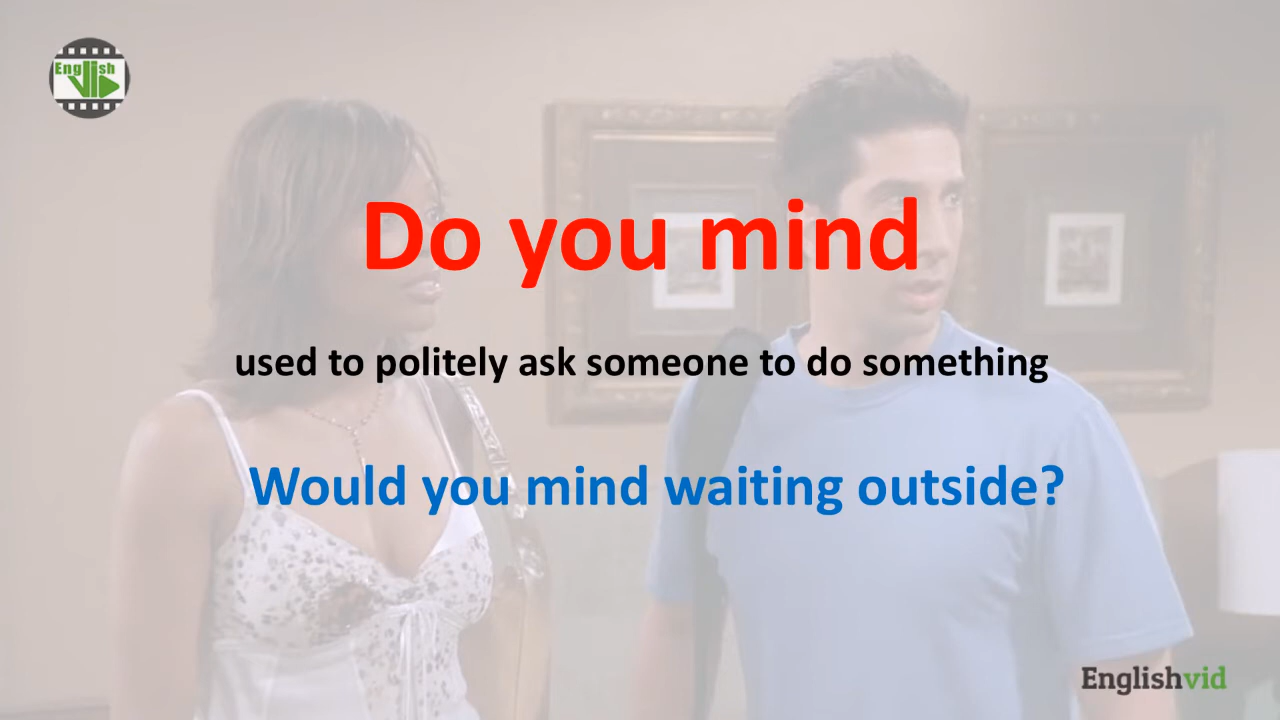 English
Do you mind
used to politely ask someone to do something
Would you mind waiting outside?
Englishvid